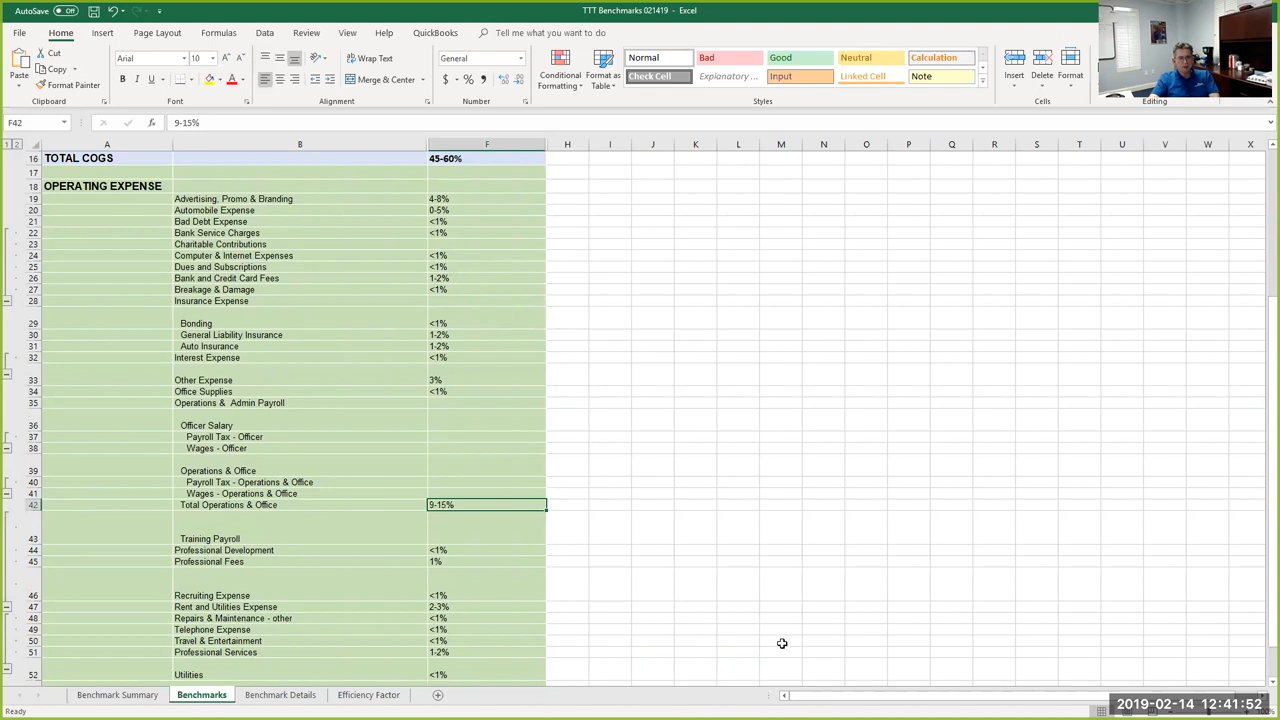 AutoSave Off TTT Benchmarks 021419 - Excel
File Home Insert Page Layout Formulas Data Review View Help QuickBooks Tell me what you want to do
Paste Cut Copy Format Painter Clipboard
Arial 10 B I U Font
Wrap Text Merge & Center Alignment
General $ % , Number
Conditional Formatting Format as Table
Normal Bad Good Neutral Calculation
Check Cell Explanatory ... Input Linked Cell Note
Styles
Insert Delete Format Cells
Editing
F42 fx 9-15%
1 2 A B F H I J K L M N O P Q R S T U V W X
16 TOTAL COGS 45-60%
17
18 OPERATING EXPENSE
19 Advertising, Promo & Branding 4-8%
20 Automobile Expense 0-5%
21 Bad Debt Expense <1%
22 Bank Service Charges <1%
23 Charitable Contributions
24 Computer & Internet Expenses <1%
25 Dues and Subscriptions <1%
26 Bank and Credit Card Fees 1-2%
27 Breakage & Damage <1%
28 Insurance Expense
29 Bonding <1%
30 General Liability Insurance 1-2%
31 Auto Insurance 1-2%
32 Interest Expense <1%
33 Other Expense 3%
34 Office Supplies <1%
35 Operations & Admin Payroll
36 Officer Salary
37 Payroll Tax - Officer
38 Wages - Officer
39 Operations & Office
40 Payroll Tax - Operations & Office
41 Wages - Operations & Office
42 Total Operations & Office 9-15%
43 Training Payroll
44 Professional Development <1%
45 Professional Fees 1%
46 Recruiting Expense <1%
47 Rent and Utilities Expense 2-3%
48 Repairs & Maintenance - other <1%
49 Telephone Expense <1%
50 Travel & Entertainment <1%
51 Professional Services 1-2%
52 Utilities <1%
Benchmark Summary Benchmarks Benchmark Details Efficiency Factor
Ready
2019-02-14 12:41:52